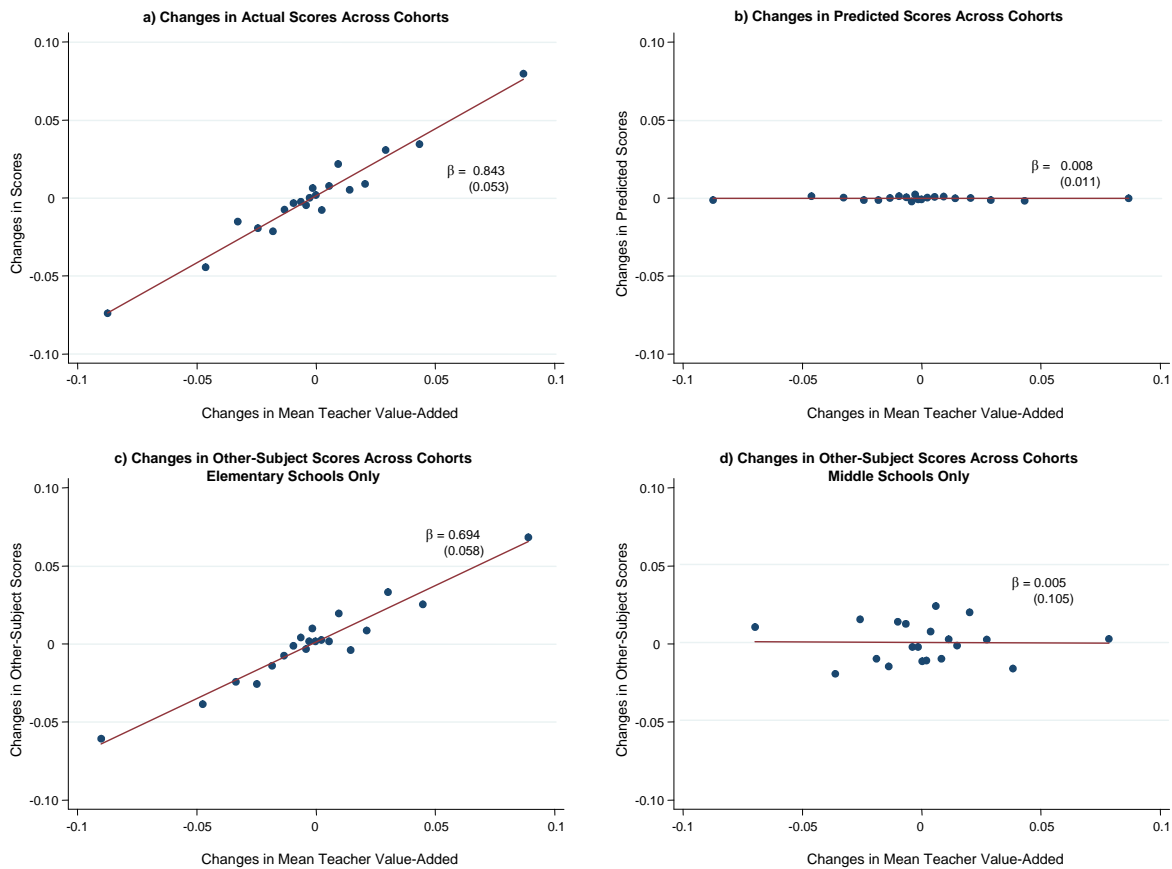 a) Changes in Actual Scores Across Cohorts
0.10
0.05
0
-0.05
-0.10
Changes in Scores
β = 0.843
(0.053)
-0.1
-0.05
0
0.05
0.1
Changes in Mean Teacher Value-Added
b) Changes in Predicted Scores Across Cohorts
0.10
0.05
0
-0.05
-0.10
Changes in Predicted Scores
β = 0.008
(0.011)
-0.1
-0.05
0
0.05
0.1
Changes in Mean Teacher Value-Added
c) Changes in Other-Subject Scores Across Cohorts
Elementary Schools Only
0.10
0.05
0
-0.05
-0.10
Changes in Other-Subject Scores
β = 0.694
(0.058)
-0.1
-0.05
0
0.05
0.1
Changes in Mean Teacher Value-Added
d) Changes in Other-Subject Scores Across Cohorts
Middle Schools Only
0.10
0.05
0
-0.05
-0.10
Changes in Other-Subject Scores
β = 0.005
(0.105)
-0.1
-0.05
0
0.05
0.1
Changes in Mean Teacher Value-Added